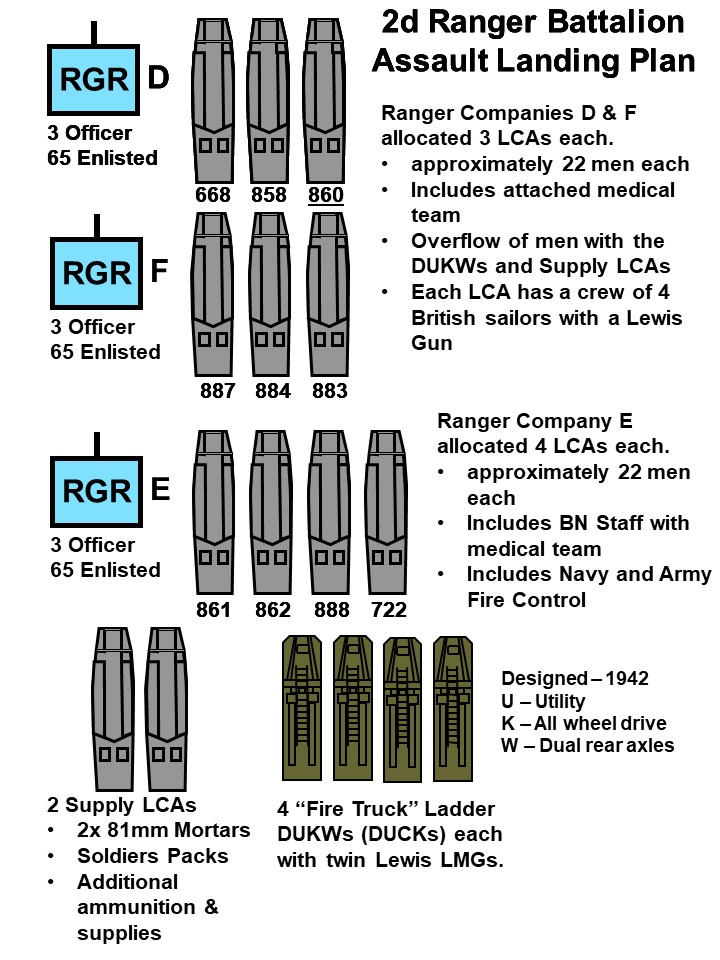 2d Ranger Battalion
Assault Landing Plan
RGR D
3 Officer
65 Enlisted
668 858 860
Ranger Companies D & F
allocated 3 LCAs each.
• approximately 22 men each
• Includes attached medical
team
• Overflow of men with the
DUKWs and Supply LCAs
• Each LCA has a crew of 4
British sailors with a Lewis
Gun
RGR F
3 Officer
65 Enlisted
887 884 883
RGR E
3 Officer
65 Enlisted
861 862 888 722
Ranger Company E
allocated 4 LCAs each.
• approximately 22 men
each
• Includes BN Staff with
medical team
• Includes Navy and Army
Fire Control
2 Supply LCAs
• 2x 81mm Mortars
• Soldiers Packs
• Additional
ammunition &
supplies
4 “Fire Truck” Ladder
DUKWs (DUCKs) each
with twin Lewis LMGs.
Designed – 1942
U – Utility
K – All wheel drive
W – Dual rear axles